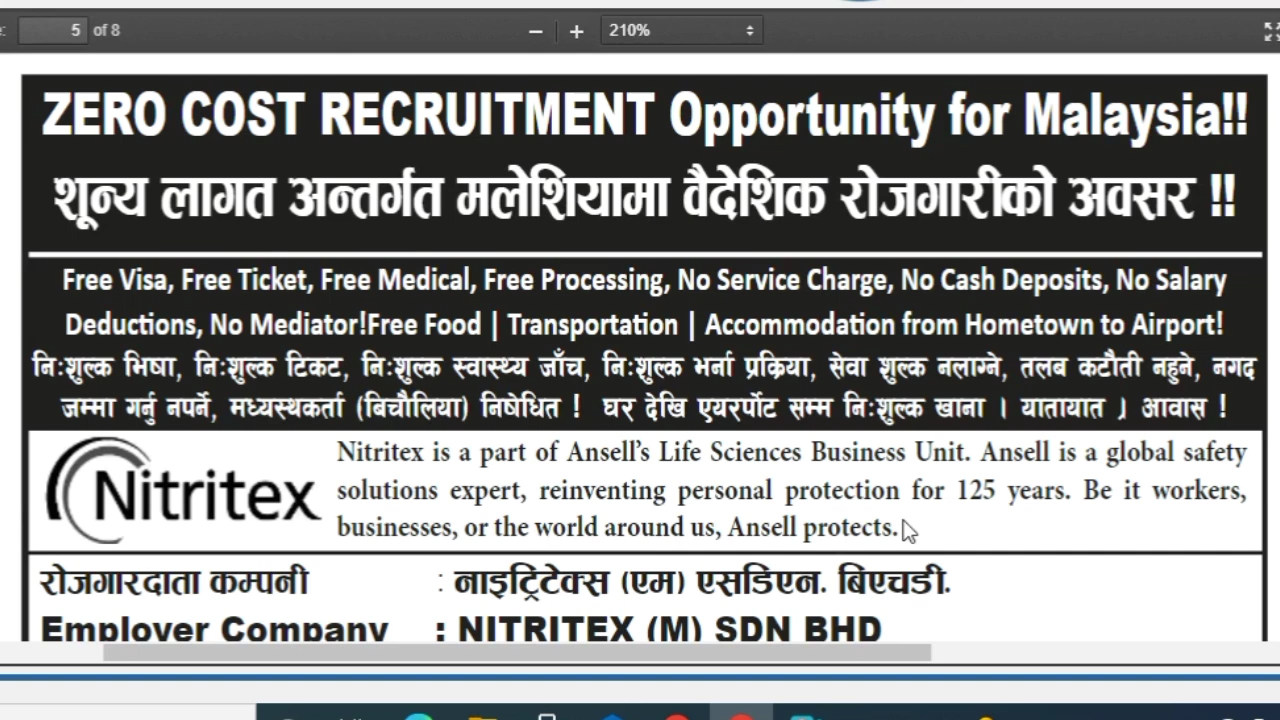 5 of 8
210%
ZERO COST RECRUITMENT Opportunity for Malaysia!!
शून्य लागत अन्तर्गत मलेशियामा वैदेशिक रोजगारीको अवसर !!
Free Visa, Free Ticket, Free Medical, Free Processing, No Service Charge, No Cash Deposits, No Salary
Deductions, No Mediator!Free Food | Transportation | Accommodation from Hometown to Airport!
निःशुल्क भिषा, निःशुल्क टिकट, निःशुल्क स्वास्थ्य जाँच, निःशुल्क भर्ना प्रक्रिया, सेवा शुल्क नलाग्ने, तलब कटौती नहुने, नगद
जम्मा गर्नु नपर्ने, मध्यस्थकर्ता (बिचौलिया) निषेधित ! घर देखि एयरर्पोट सम्म निःशुल्क खाना । यातायात । आवास !
Nitritex
Nitritex is a part of Ansell's Life Sciences Business Unit. Ansell is a global safety
solutions expert, reinventing personal protection for 125 years. Be it workers,
businesses, or the world around us, Ansell protects.
रोजगारदाता कम्पनी : नाइट्रिटेक्स (एम) एसडिएन. बिएचडी.
Employer Company : NITRITEX (M) SDN BHD